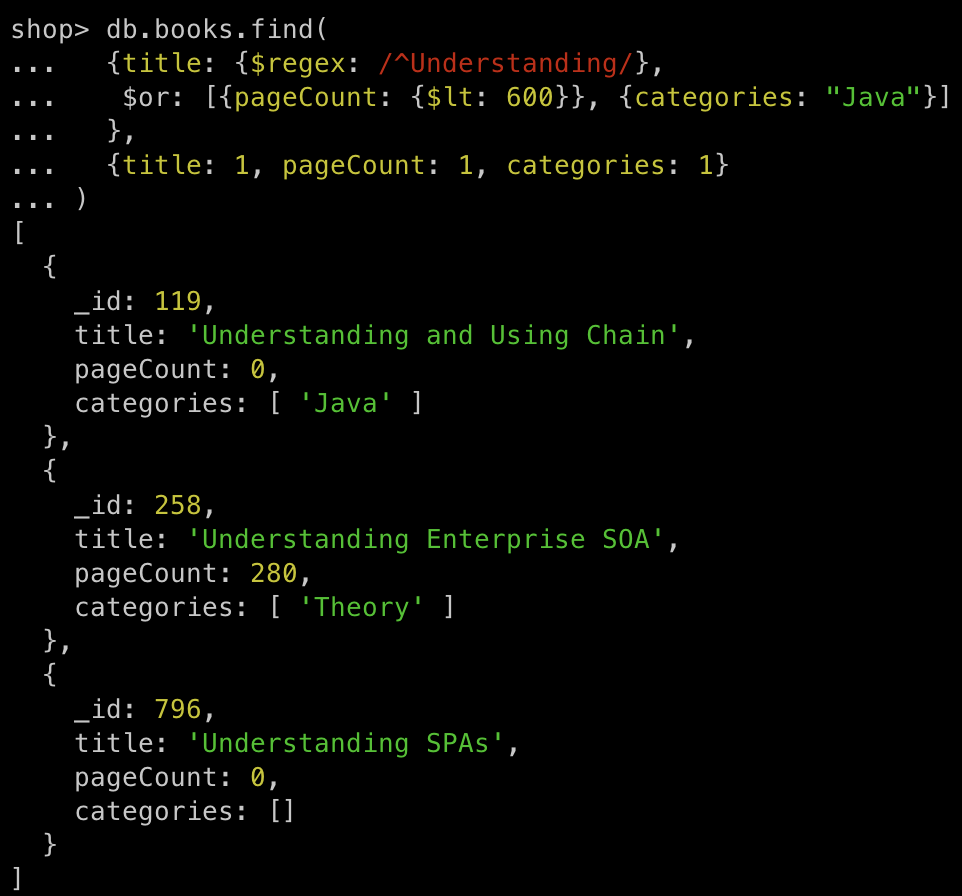 shop> db.books.find(
...   {title: {$regex: /^Understanding/},
...    $or: [{pageCount: {$lt: 600}}, {categories: "Java"}]
...   },
...   {title: 1, pageCount: 1, categories: 1}
... )
[
  {
    _id: 119,
    title: 'Understanding and Using Chain',
    pageCount: 0,
    categories: [ 'Java' ]
  },
  {
    _id: 258,
    title: 'Understanding Enterprise SOA',
    pageCount: 280,
    categories: [ 'Theory' ]
  },
  {
    _id: 796,
    title: 'Understanding SPAs',
    pageCount: 0,
    categories: []
  }
]